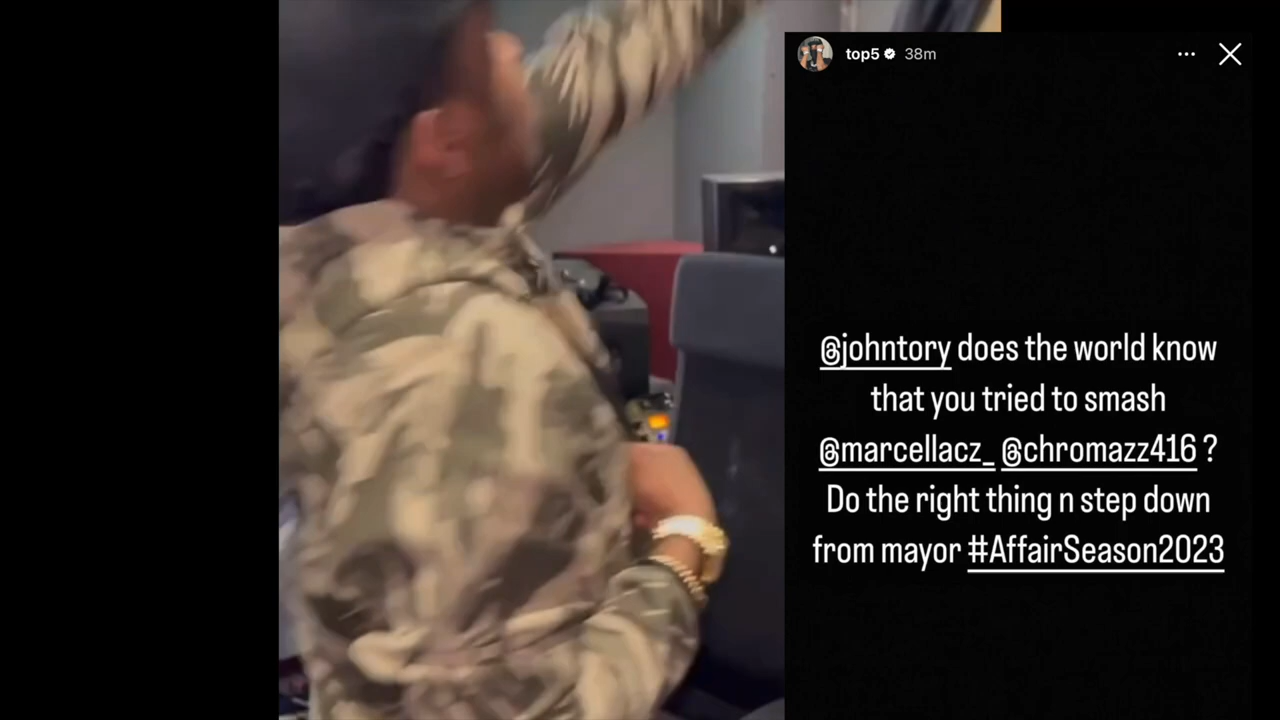 top5 38m
@johntory does the world know
that you tried to smash
@marcellacz_ @chromazz416 ?
Do the right thing n step down
from mayor #AffairSeason2023